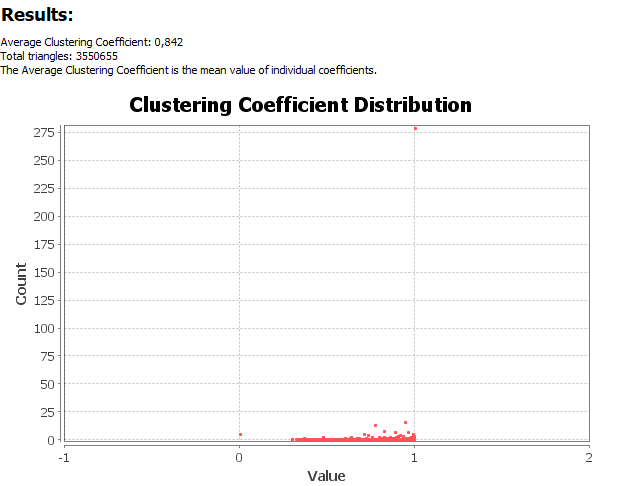 Results:
Average Clustering Coefficient: 0,842
Total triangles: 3550655
The Average Clustering Coefficient is the mean value of individual coefficients.
Clustering Coefficient Distribution
275
250
225
200
175
150
125
100
75
50
25
0
Count
-1 0 1 2
Value